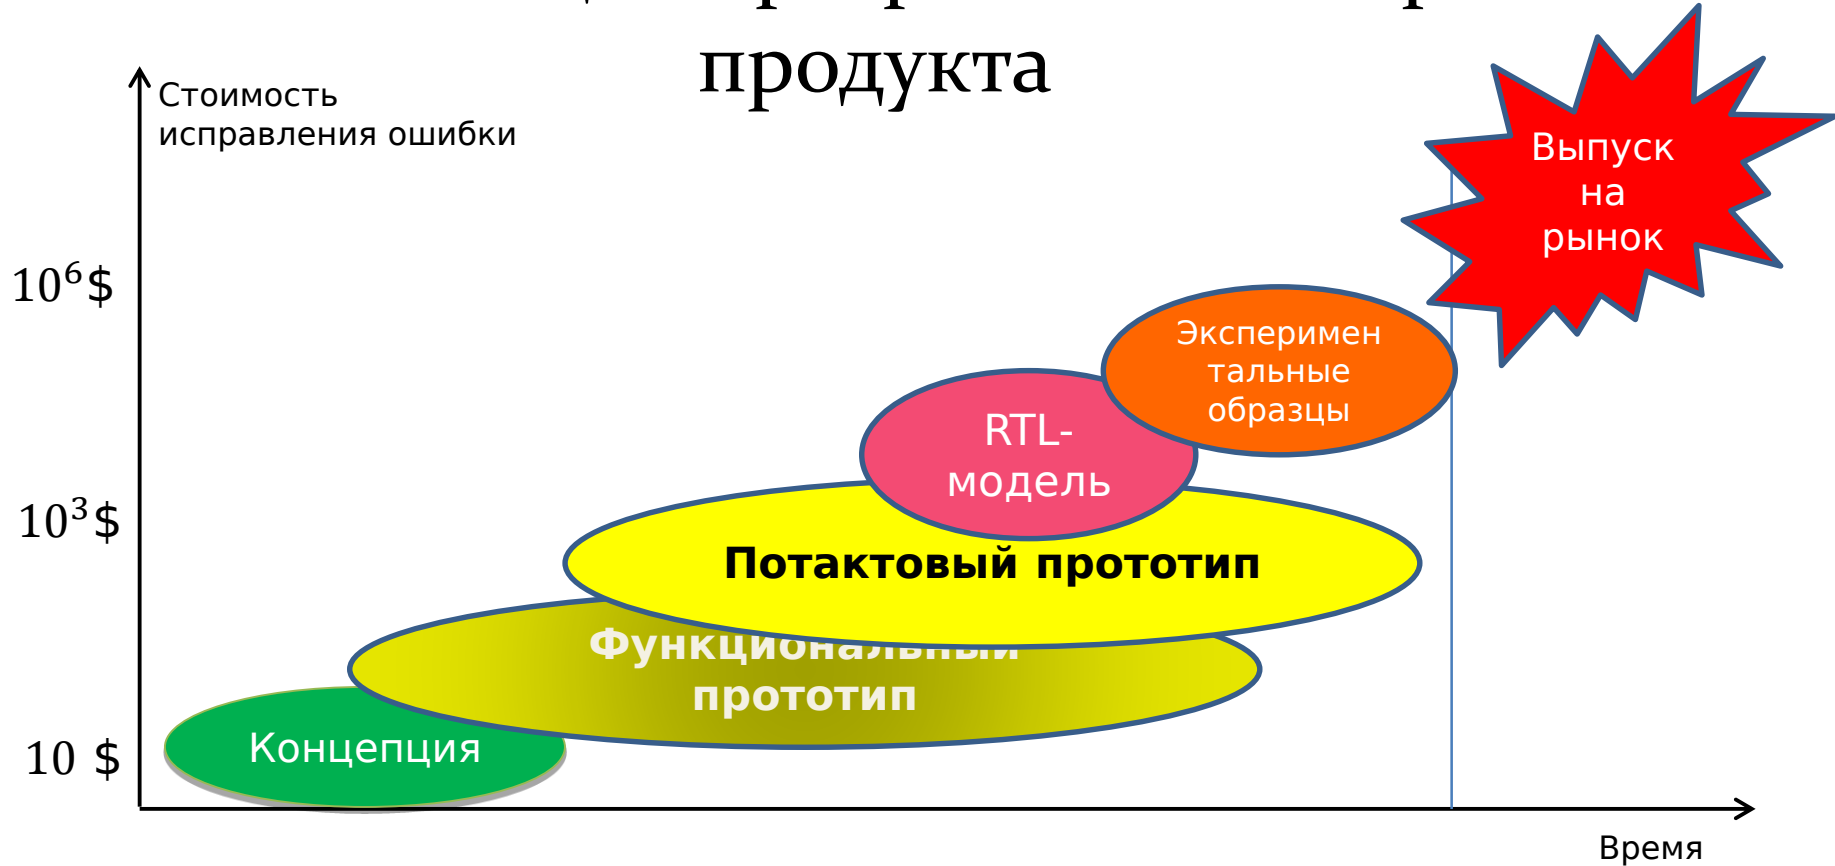 продукта
Стоимость
исправления ошибки
Выпуск
на
рынок
10⁶$
Эксперимен
тальные
образцы
RTL-
модель
10³$
Потактовый прототип
Функциональный
прототип
10 $
Концепция
Время